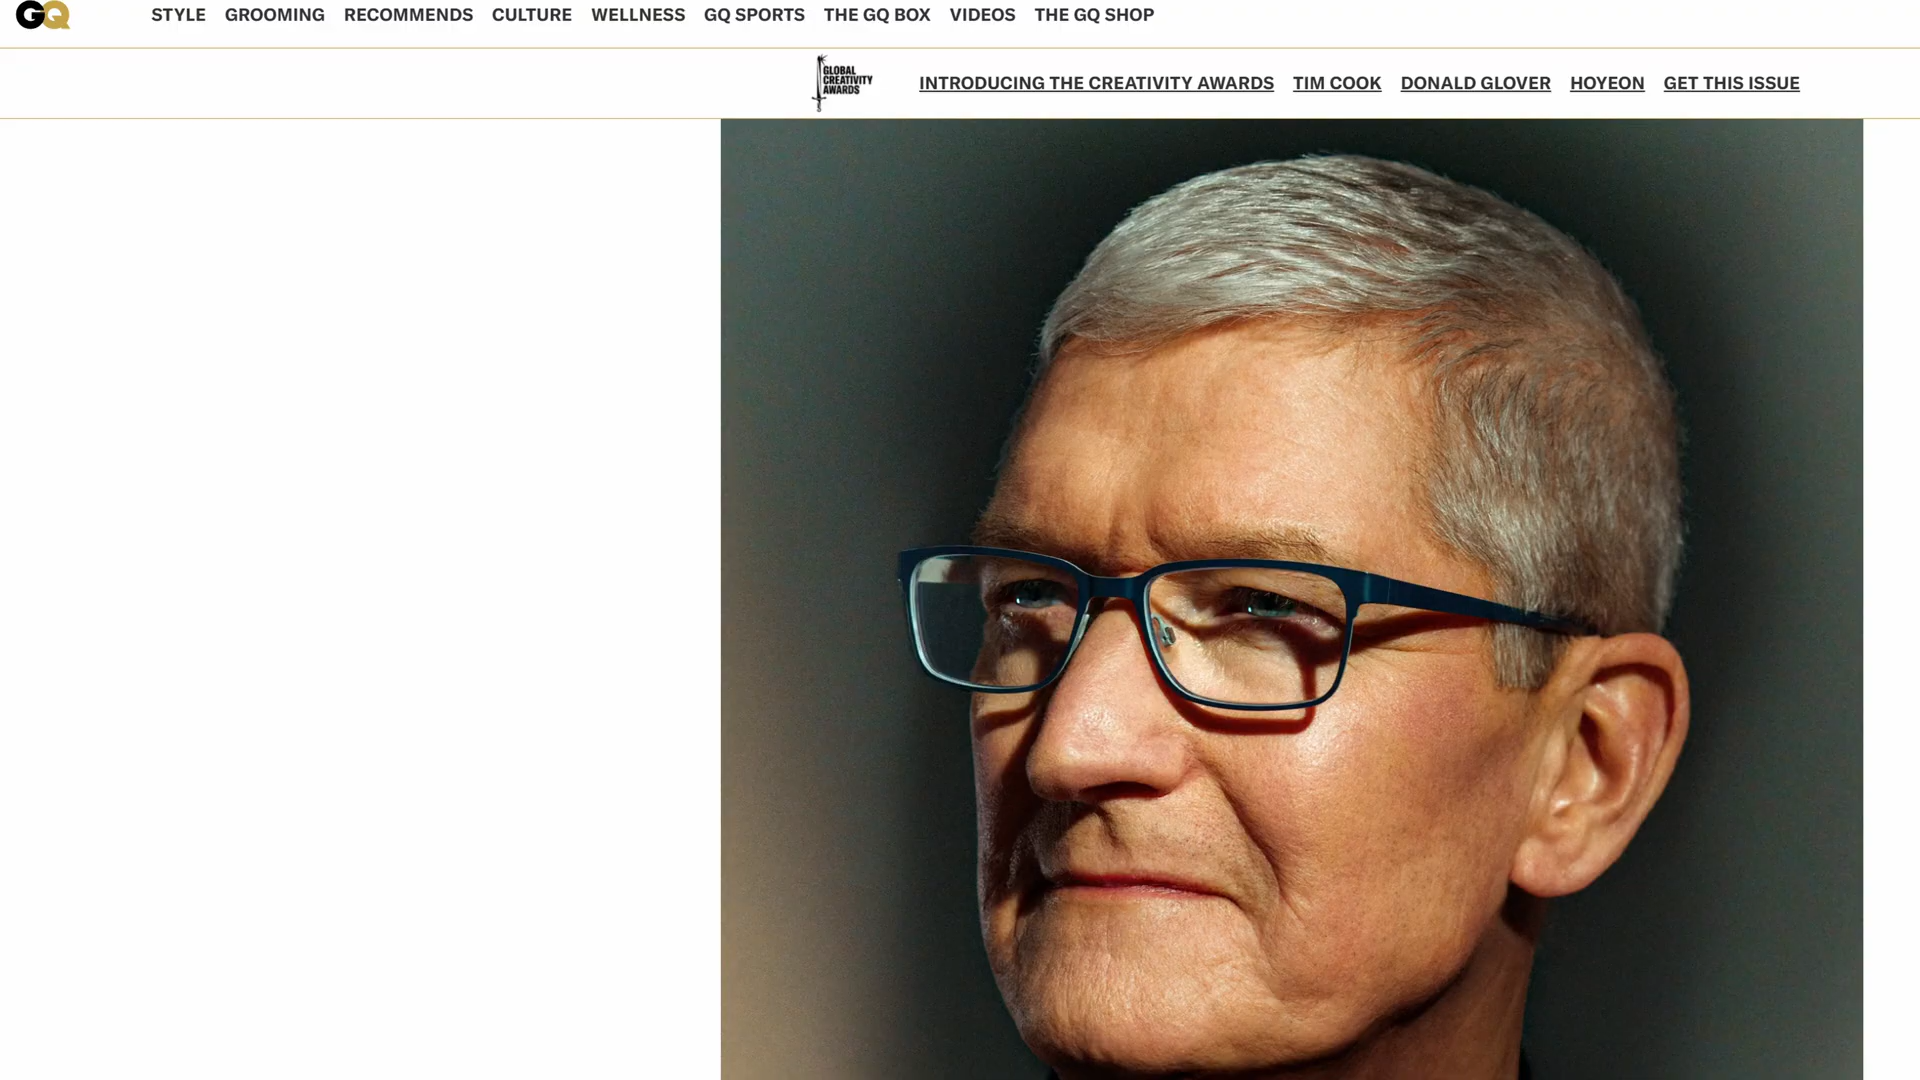 GQ STYLE GROOMING RECOMMENDS CULTURE WELLNESS GQ SPORTS THE GQ BOX VIDEOS THE GQ SHOP
GLOBAL
CREATIVITY
AWARDS
INTRODUCING THE CREATIVITY AWARDS TIM COOK DONALD GLOVER HOYEON GET THIS ISSUE